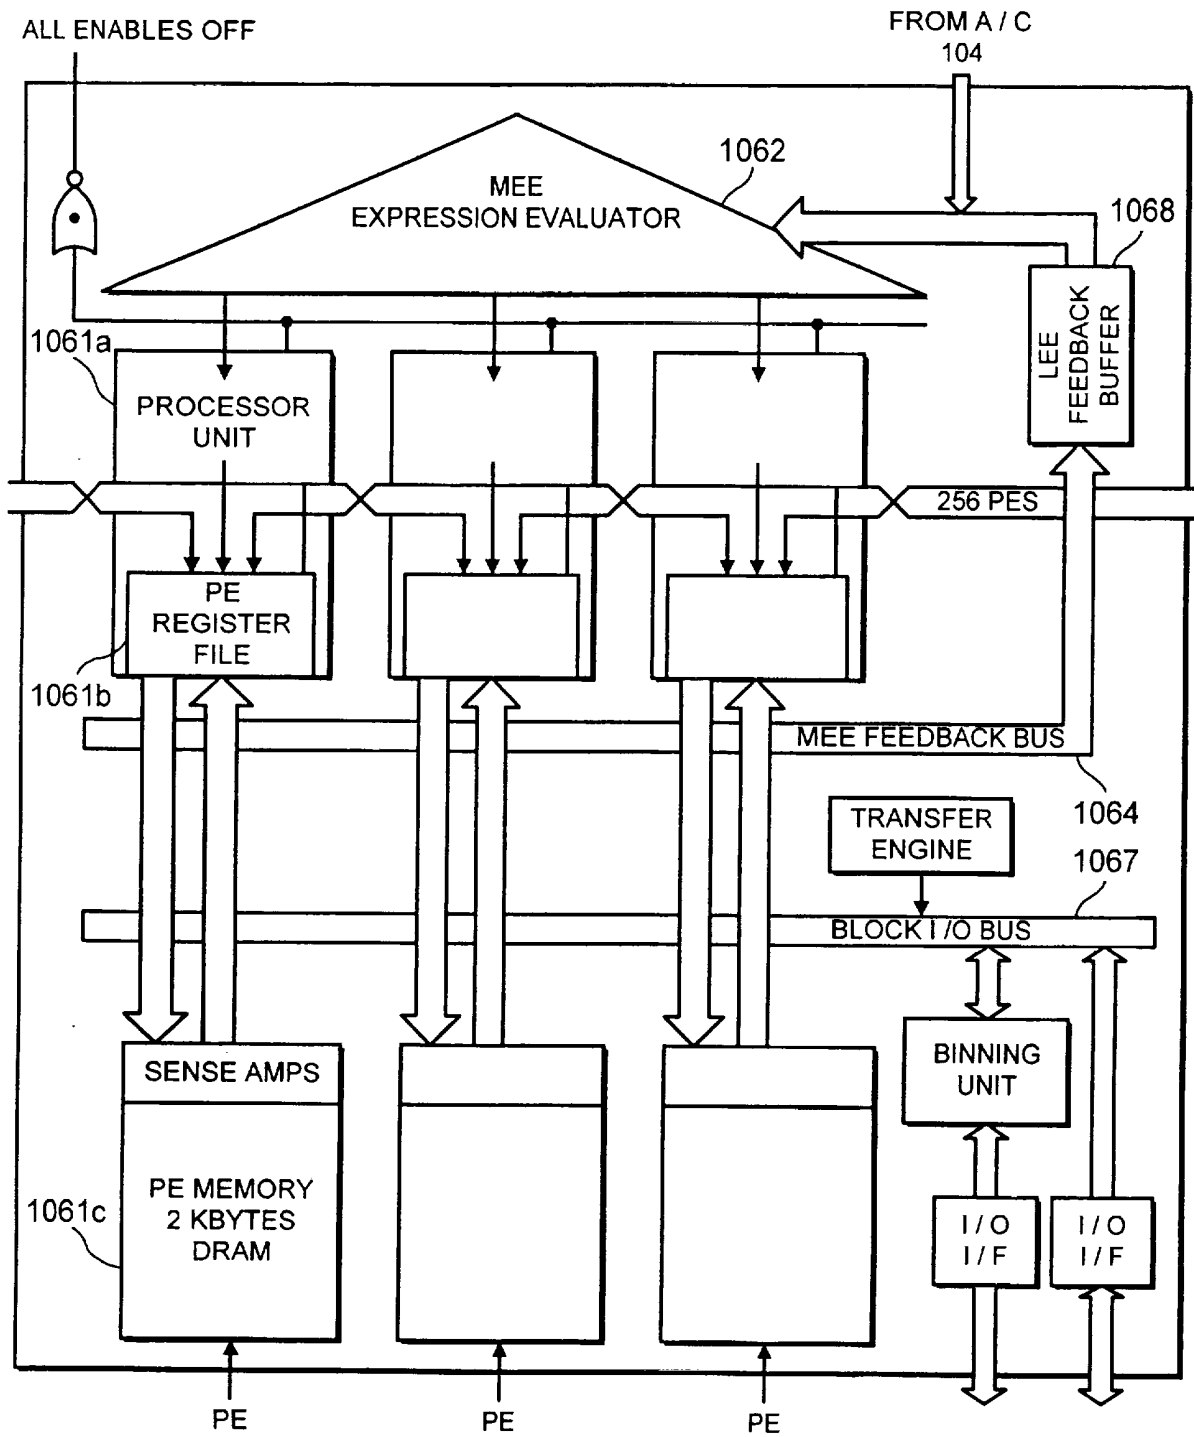 ALL ENABLES OFF
FROM A / C
104
1062
MEE
EXPRESSION EVALUATOR
1068
LEE
FEEDBACK
BUFFER
1061a
PROCESSOR
UNIT
256 PES
PE
REGISTER
FILE
1061b
MEE FEEDBACK BUS
1064
TRANSFER
ENGINE
1067
BLOCK I /O BUS
SENSE AMPS
BINNING
UNIT
PE MEMORY
2 KBYTES
DRAM
1061c
I / O
I / F
I / O
I / F
PE
PE
PE